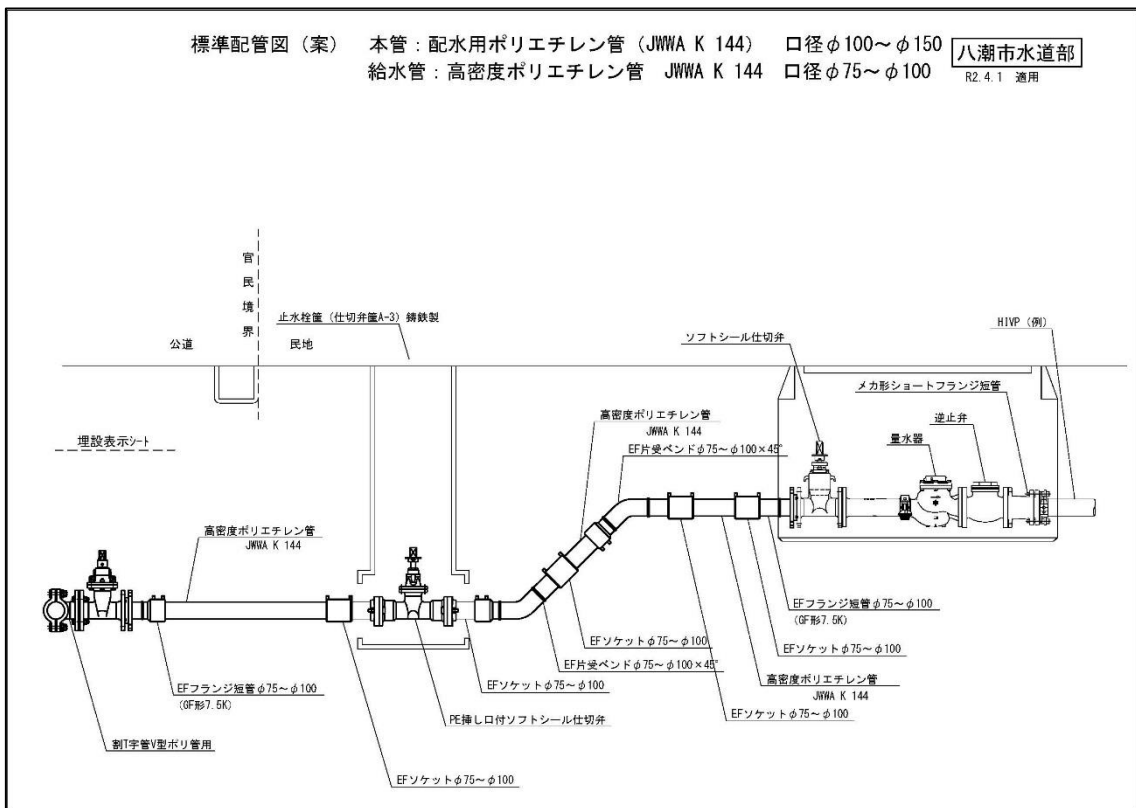 標準配管図（案）　本管：配水用ポリエチレン管（JWWA K 144）　口径φ100～φ150
給水管：高密度ポリエチレン管　JWWA K 144　口径φ75～φ100
八潮市水道部
R2.4.1 適用
官民境界
公道
民地
止水栓筐（仕切弁筐A-3）鋳鉄製
ソフトシール仕切弁
HIVP（例）
メカ形ショートフランジ短管
逆止弁
量水器
高密度ポリエチレン管
JWWA K 144
EF片受ベンドφ75～φ100×45°
埋設表示シート
高密度ポリエチレン管
JWWA K 144
EFフランジ短管φ75～φ100
(GF形7.5K)
EFソケットφ75～φ100
EFソケットφ75～φ100
EF片受ベンドφ75～φ100×45°
高密度ポリエチレン管
JWWA K 144
EFソケットφ75～φ100
EFソケットφ75～φ100
EFフランジ短管φ75～φ100
(GF形7.5K)
PE挿し口付ソフトシール仕切弁
割T字管V型ポリ管用
EFソケットφ75～φ100